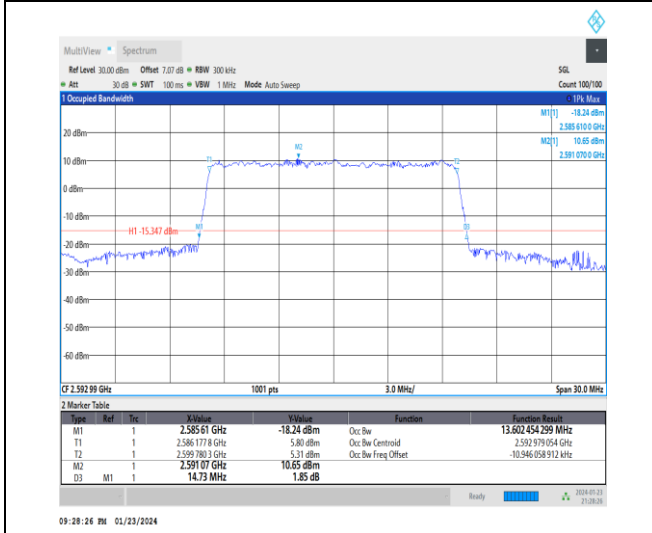 MultiView Spectrum
Ref Level 30.00 dBm Offset 7.07 dB RBW 300 kHz SGL
Att 30 dB SWT 100 ms VBW 1 MHz Mode Auto Sweep Count 100/100
1 Occupied Bandwidth 1Pk Max
M1[1] -18.24 dBm
2.585 610 0 GHz
M2[1] 10.65 dBm
2.591 070 0 GHz
20 dBm
M2
10 dBm
T1
T2
0 dBm
-10 dBm
H1 -15.347 dBm
M1
D3
-20 dBm
-30 dBm
-40 dBm
-50 dBm
-60 dBm
CF 2.592 99 GHz 1001 pts 3.0 MHz/ Span 30.0 MHz
2 Marker Table
Type Ref Trc X-Value Y-Value Function Function Result
M1 1 2.585 61 GHz -18.24 dBm Occ Bw 13.602 454 299 MHz
T1 1 2.586 177 8 GHz 5.80 dBm Occ Bw Centroid 2.592 979 054 GHz
T2 1 2.599 780 3 GHz 5.31 dBm Occ Bw Freq Offset -10.946 058 912 kHz
M2 1 2.591 07 GHz 10.65 dBm
D3 M1 1 14.73 MHz 1.85 dB
Ready 2024-01-23
21:28:26
09:28:26 PM 01/23/2024